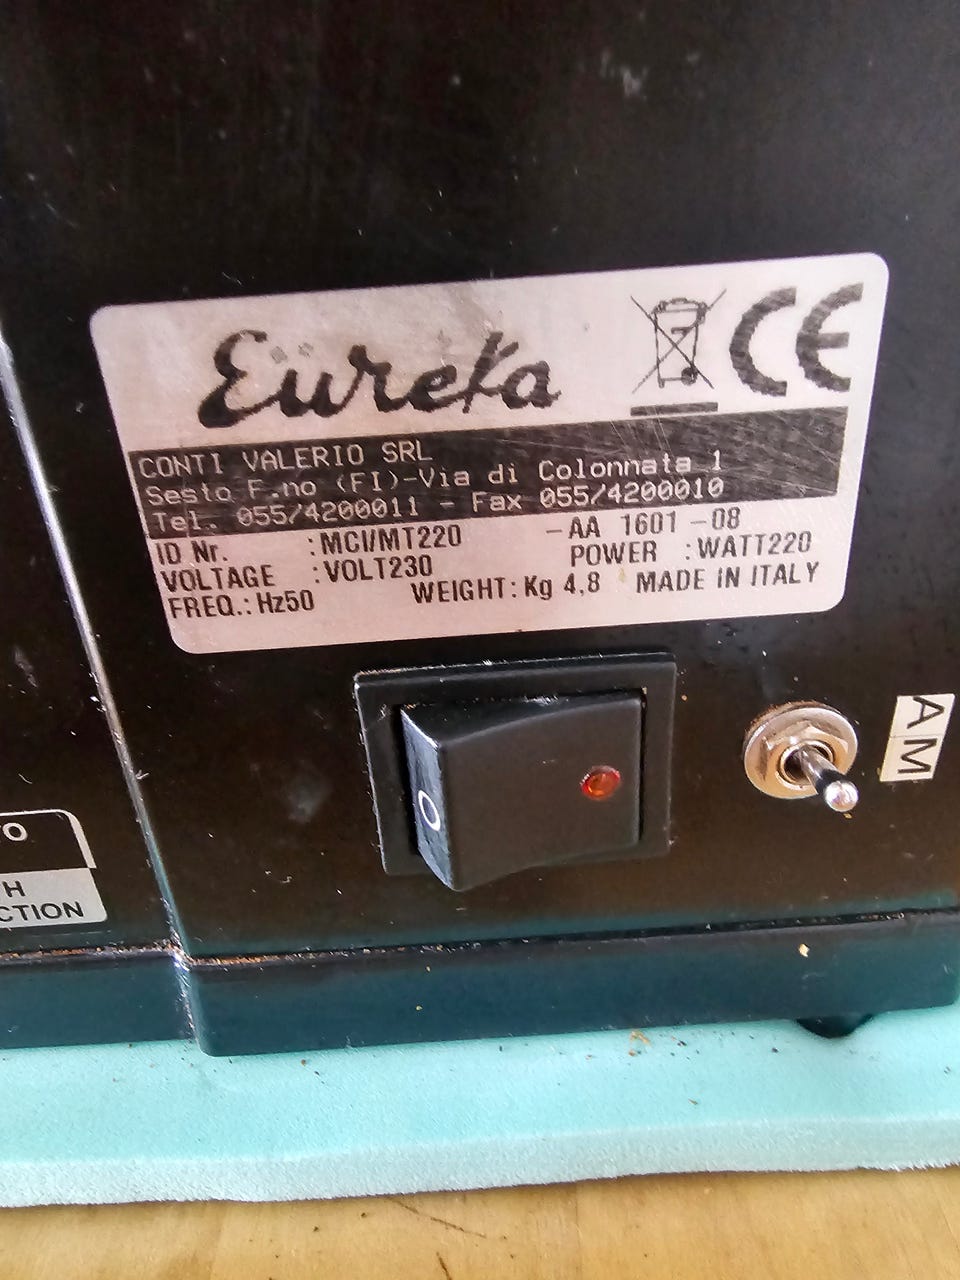 Eureka
CE
CONTI VALERIO SRL
Sesto F.no (FI)-Via di Colonnata 1
Tel. 055/4200011 - Fax 055/4200010
ID Nr. :MCI/MT220 -AA 1601 -08
VOLTAGE :VOLT230 POWER :WATT220
FREQ.: Hz50 WEIGHT: Kg 4,8 MADE IN ITALY
A M
O
TO
H
CTION